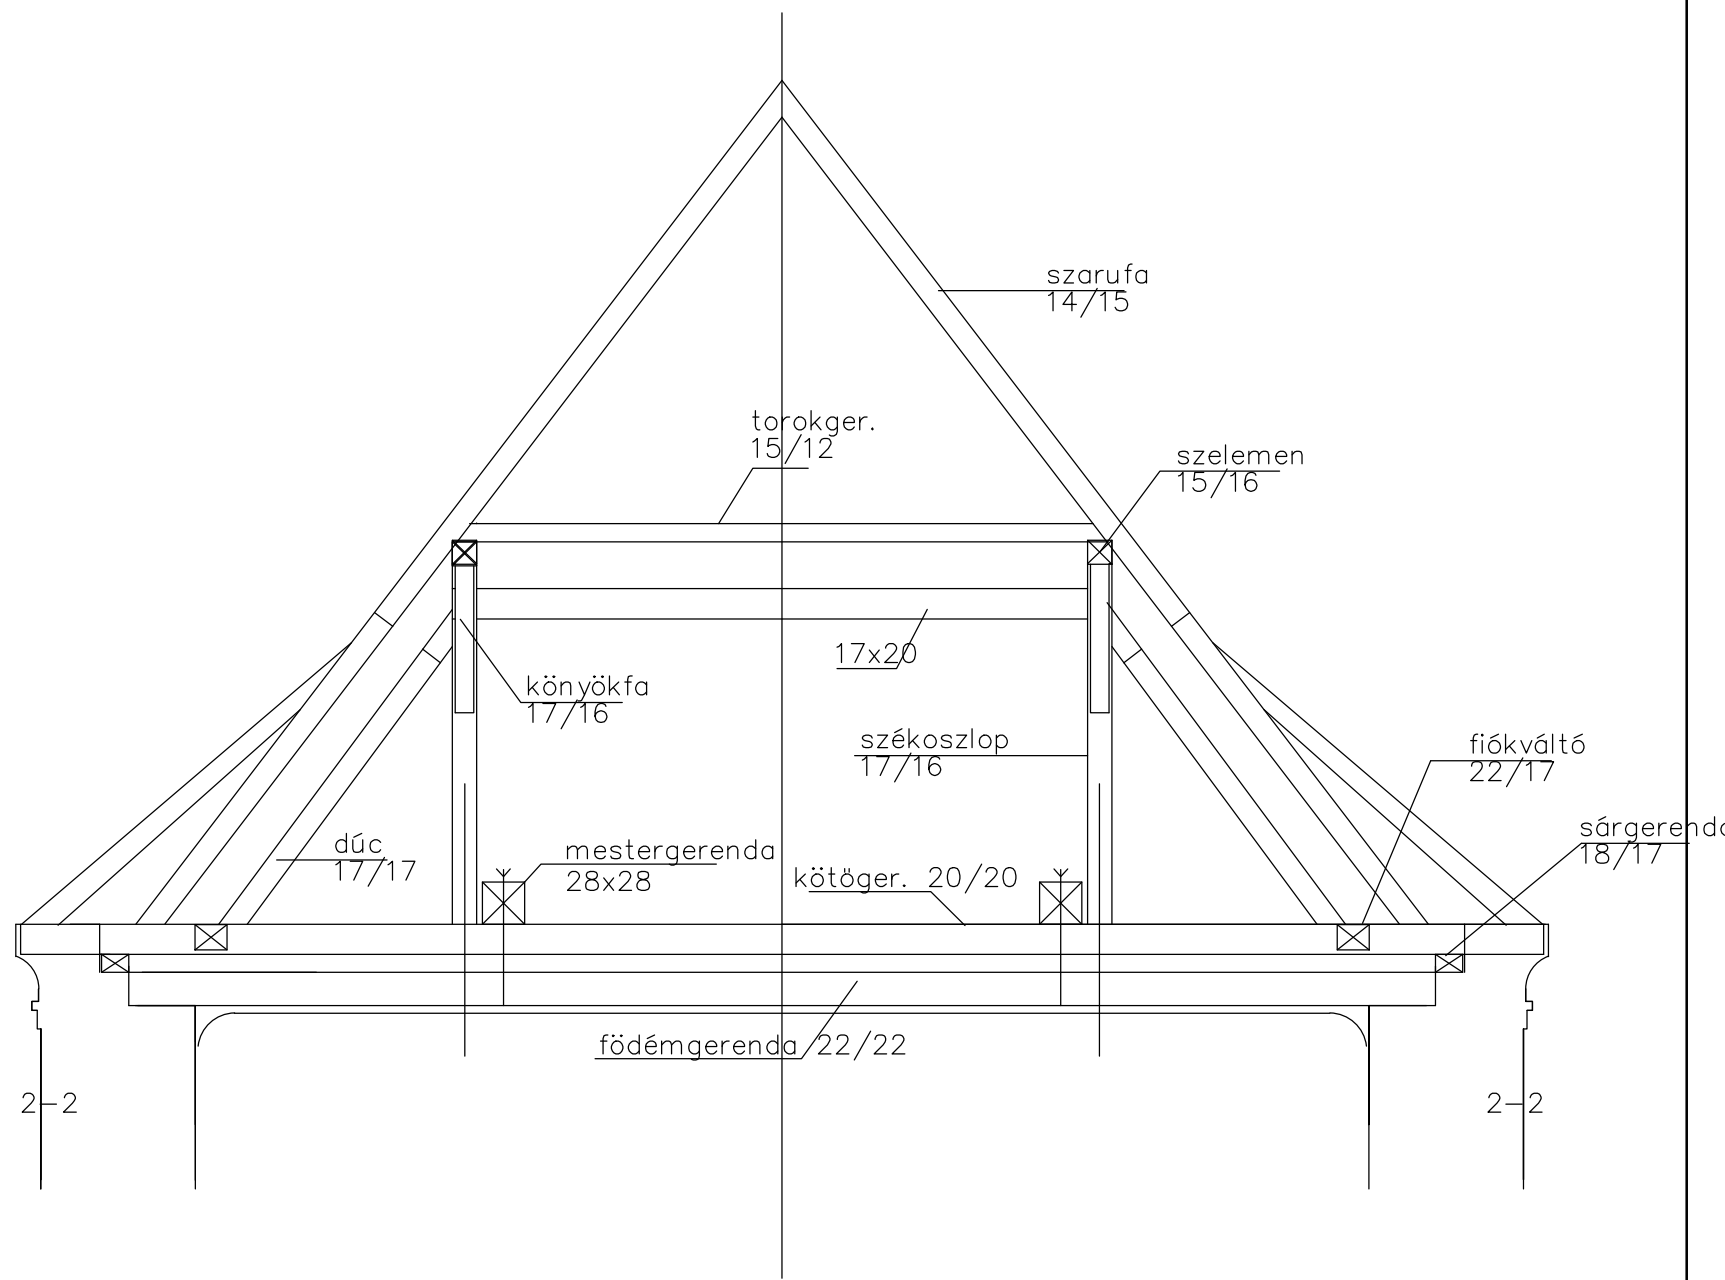 szarufa
14/15
torokger.
15/12
szelemen
15/16
17x20
könyökfa
17/16
székoszlop
17/16
fiókváltó
22/17
sárgerenda
18/17
dúc
17/17
mestergerenda
28x28
kötöger. 20/20
födémgerenda 22/22
2-2
2-2